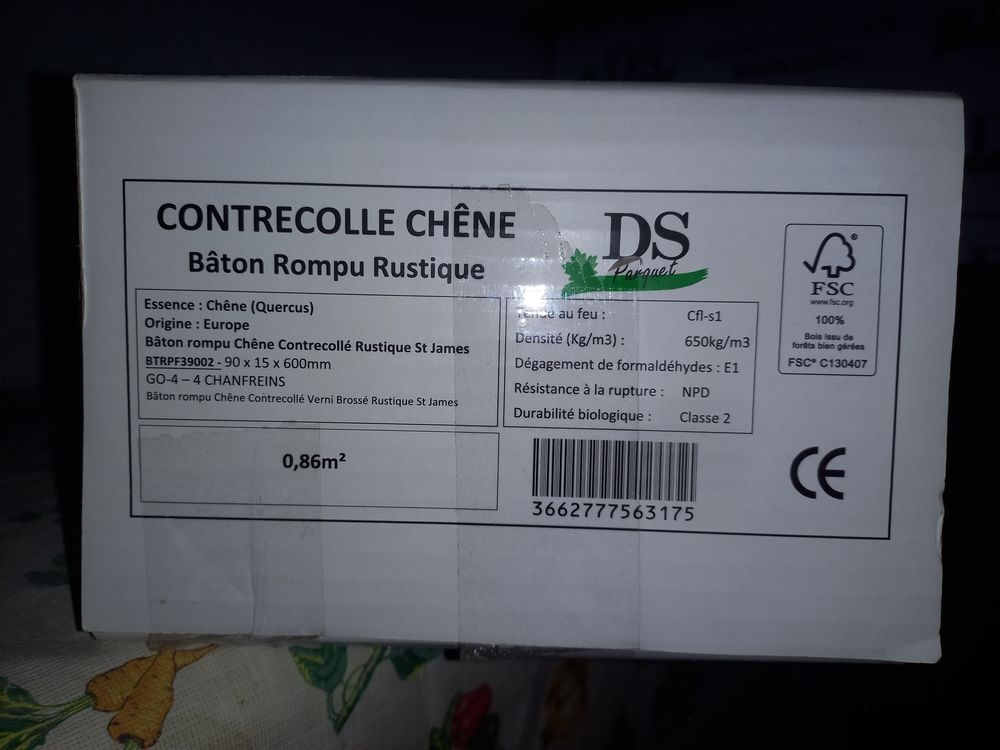 CONTRECOLLE CHÊNE
Bâton Rompu Rustique
DS
Parquet
Essence : Chêne (Quercus)
Origine : Europe
Bâton rompu Chêne Contrecollé Rustique St James
BTRPF39002 - 90 x 15 x 600mm
GO-4 – 4 CHANFREINS
Bâton rompu Chêne Contrecollé Verni Brossé Rustique St James
0,86m²
Tenue au feu : Cfl-s1
Densité (Kg/m3) : 650kg/m3
Dégagement de formaldéhydes : E1
Résistance à la rupture : NPD
Durabilité biologique : Classe 2
3662777563175
®
FSC
www.fsc.org
100%
Bois issu de
forêts bien gérées
FSC® C130407
CE